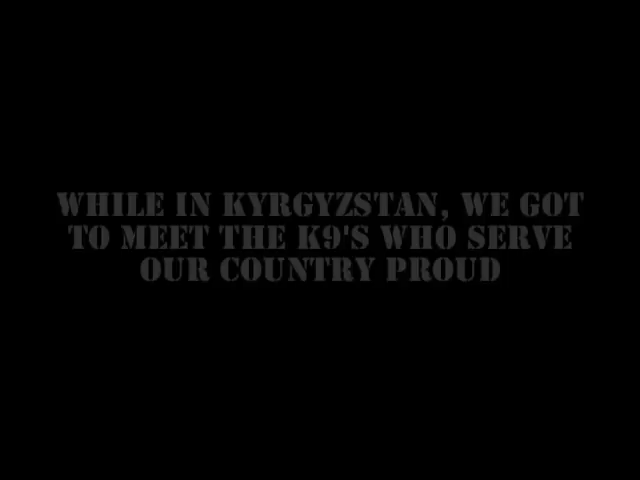 WHILE IN KYRGYZSTAN, WE GOT
TO MEET THE K9'S WHO SERVE
OUR COUNTRY PROUD